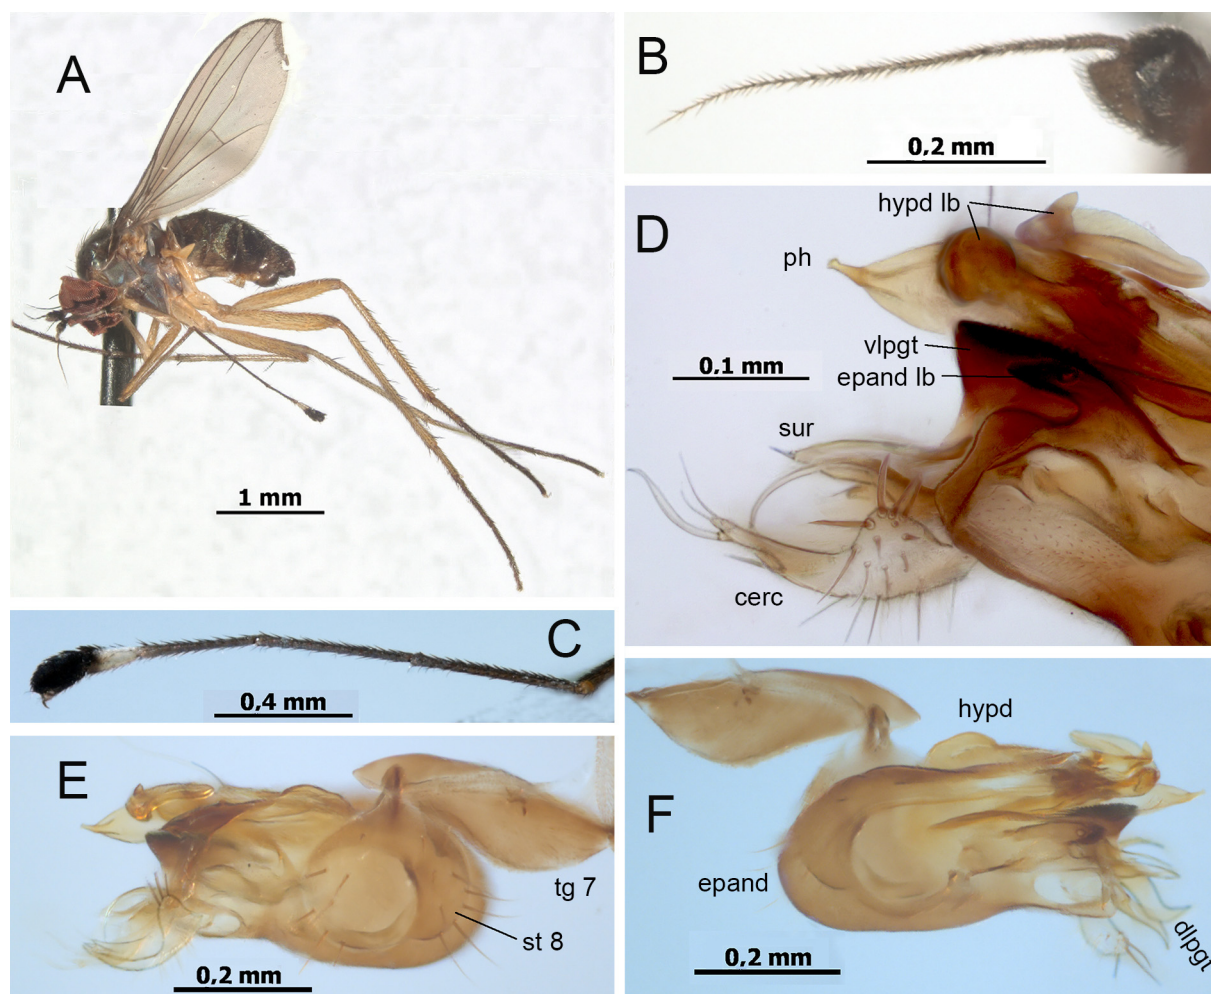 A
1 mm
B
0,2 mm
D
hypd lb
ph
vlpgt
epand lb
0,1 mm
sur
cerc
C
0,4 mm
E
tg 7
st 8
0,2 mm
F
hypd
epand
dlpgt
0,2 mm